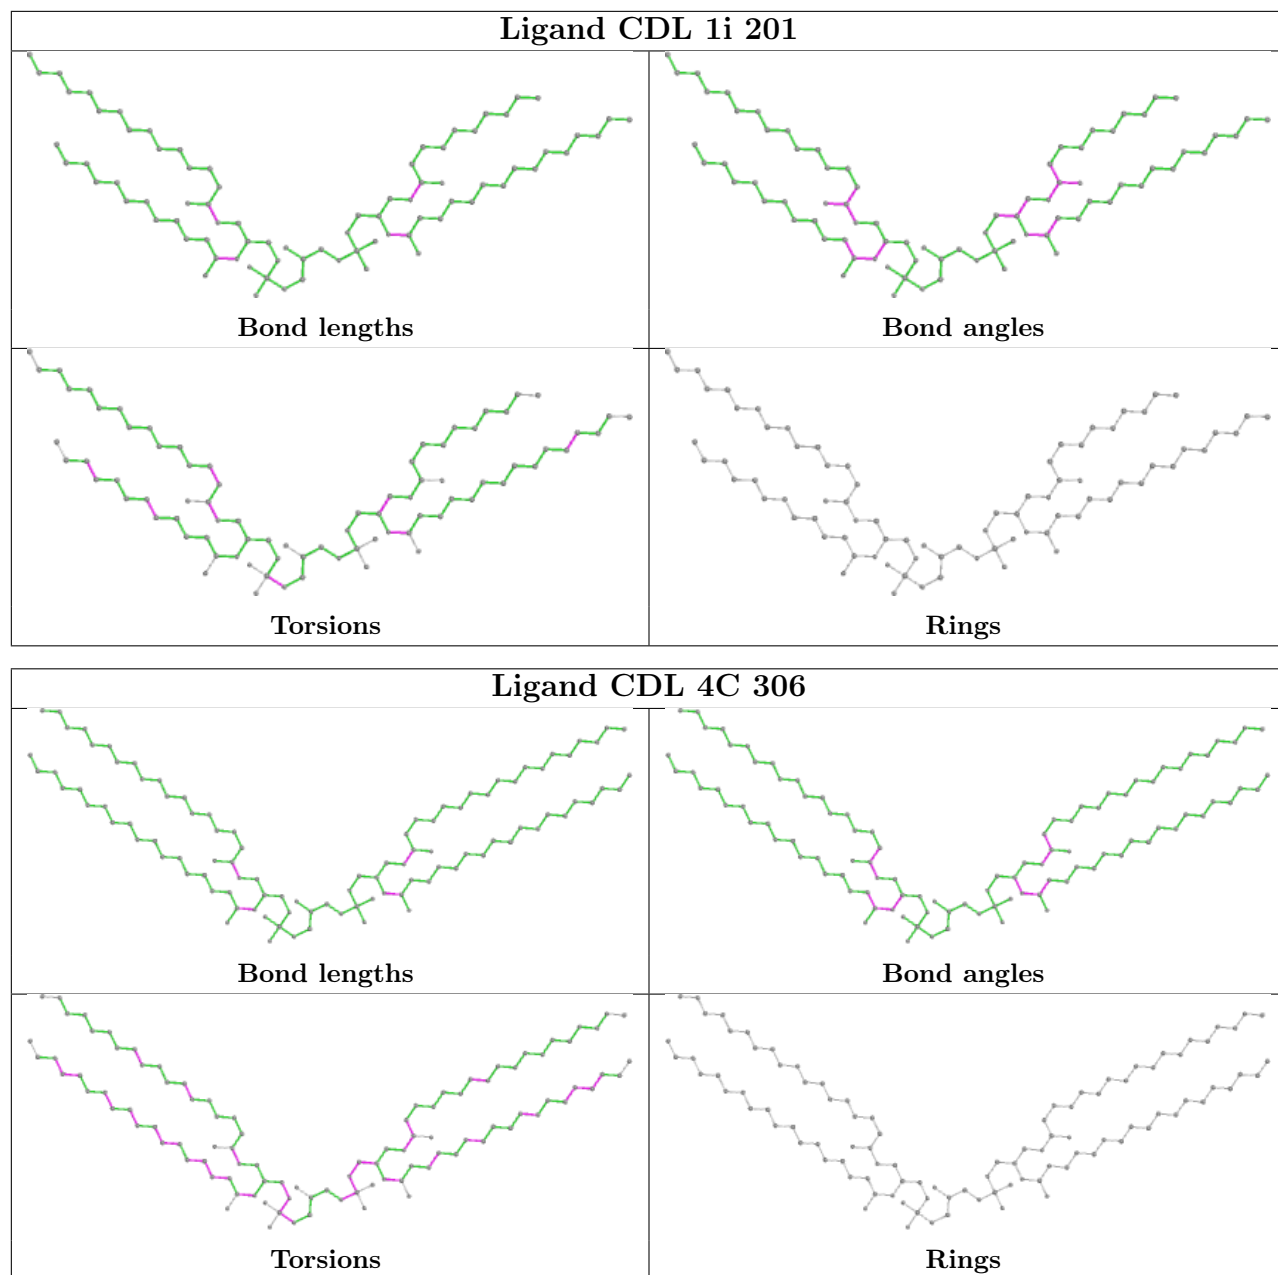 Ligand CDL 1i 201
Bond lengths
Bond angles
Torsions
Rings
Ligand CDL 4C 306
Bond lengths
Bond angles
Torsions
Rings